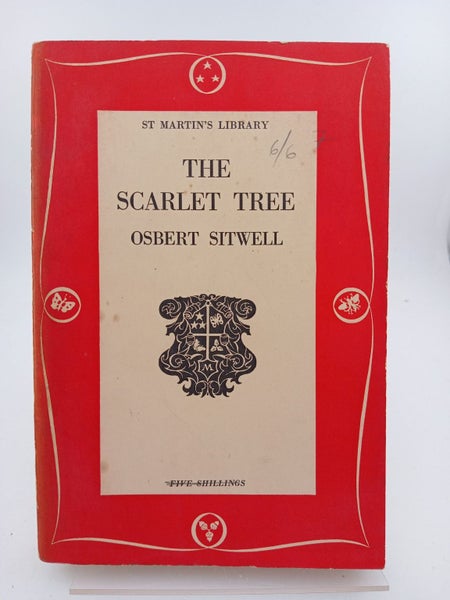 ST MARTIN'S LIBRARY
6/6
THE
SCARLET TREE
OSBERT SITWELL
M
FIVE SHILLINGS